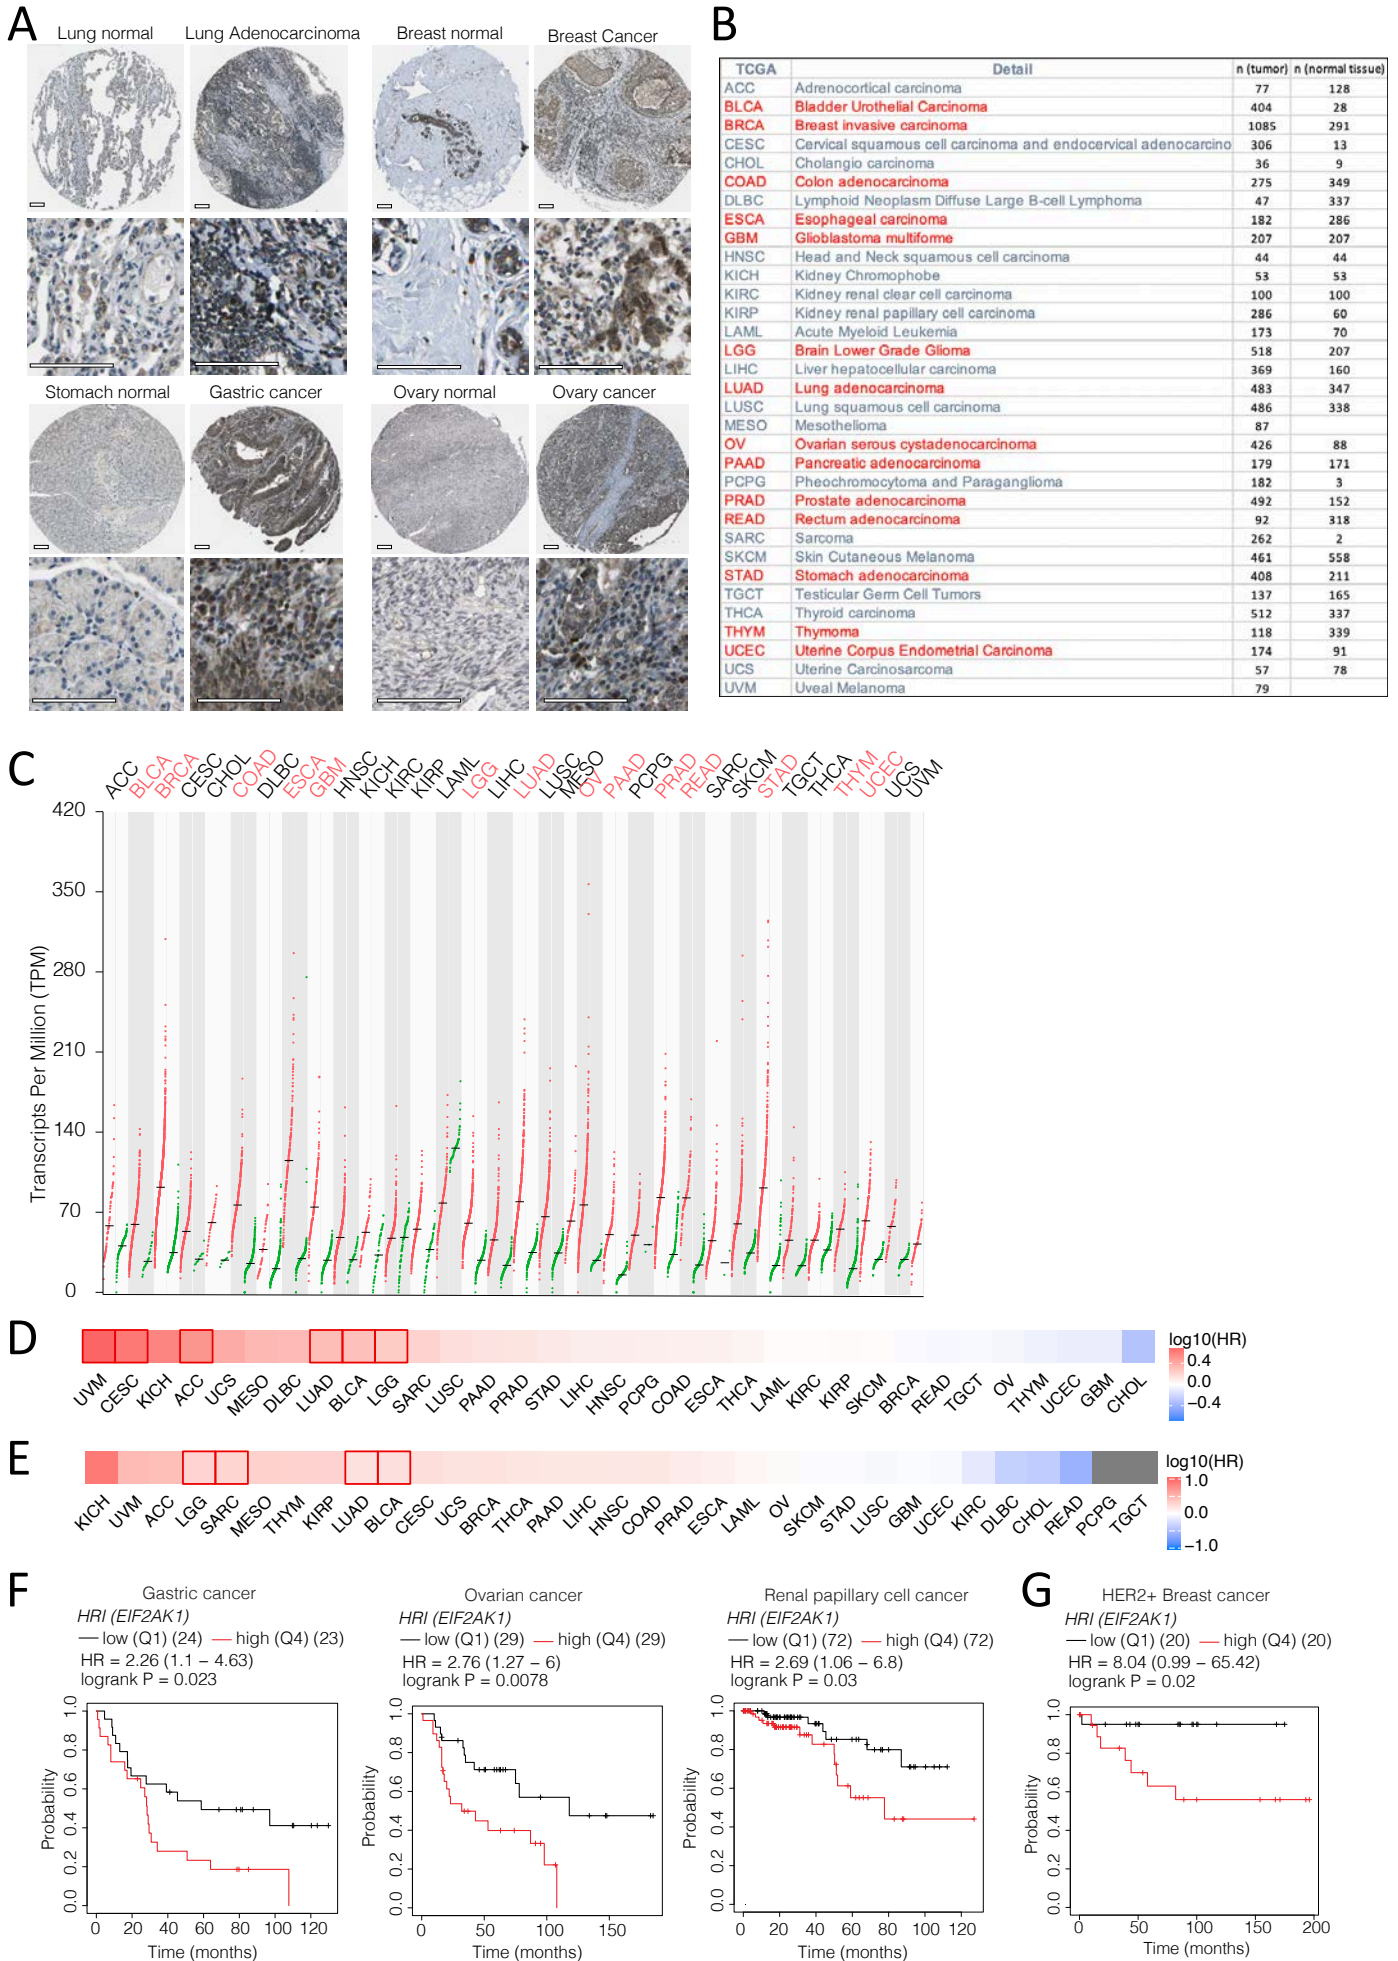 A
Lung normal
Lung Adenocarcinoma
Breast normal
Breast Cancer
Stomach normal
Gastric cancer
Ovary normal
Ovary cancer
B
TCGA Detail n (tumor) n (normal tissue)
ACC Adrenocortical carcinoma 77 128
BLCA Bladder Urothelial Carcinoma 404 28
BRCA Breast invasive carcinoma 1085 291
CESC Cervical squamous cell carcinoma and endocervical adenocarcino 306 13
CHOL Cholangio carcinoma 36 9
COAD Colon adenocarcinoma 275 349
DLBC Lymphoid Neoplasm Diffuse Large B-cell Lymphoma 47 337
ESCA Esophageal carcinoma 182 286
GBM Glioblastoma multiforme 207 207
HNSC Head and Neck squamous cell carcinoma 44 44
KICH Kidney Chromophobe 53 53
KIRC Kidney renal clear cell carcinoma 100 100
KIRP Kidney renal papillary cell carcinoma 286 60
LAML Acute Myeloid Leukemia 173 70
LGG Brain Lower Grade Glioma 518 207
LIHC Liver hepatocellular carcinoma 369 160
LUAD Lung adenocarcinoma 483 347
LUSC Lung squamous cell carcinoma 486 338
MESO Mesothelioma 87
OV Ovarian serous cystadenocarcinoma 426 88
PAAD Pancreatic adenocarcinoma 179 171
PCPG Pheochromocytoma and Paraganglioma 182 3
PRAD Prostate adenocarcinoma 492 152
READ Rectum adenocarcinoma 92 318
SARC Sarcoma 262 2
SKCM Skin Cutaneous Melanoma 461 558
STAD Stomach adenocarcinoma 408 211
TGCT Testicular Germ Cell Tumors 137 165
THCA Thyroid carcinoma 512 337
THYM Thymoma 118 339
UCEC Uterine Corpus Endometrial Carcinoma 174 91
UCS Uterine Carcinosarcoma 57 78
UVM Uveal Melanoma 79
C
ACC BLCA BRCA CESC CHOL COAD DLBC ESCA GBM HNSC KICH KIRC KIRP LAML LGG LIHC LUAD LUSC MESO OV PAAD PCPG PRAD READ SARC SKCM STAD TGCT THCA THYM UCEC UCS UVM
Transcripts Per Million (TPM)
420
350
280
210
140
70
0
D
log10(HR)
0.4
0.0
−0.4
UVM CESC KICH ACC UCS MESO DLBC LUAD BLCA LGG SARC LUSC PAAD PRAD STAD LIHC HNSC PCPG COAD ESCA THCA LAML KIRC KIRP SKCM BRCA READ TGCT OV THYM UCEC GBM CHOL
E
log10(HR)
1.0
0.0
−1.0
KICH UVM ACC LGG SARC MESO THYM KIRP LUAD BLCA CESC UCS BRCA THCA PAAD LIHC HNSC COAD PRAD ESCA LAML OV SKCM STAD LUSC GBM UCEC KIRC DLBC CHOL READ PCPG TGCT
F
Gastric cancer
HRI (EIF2AK1)
low (Q1) (24) high (Q4) (23)
HR = 2.26 (1.1 − 4.63)
logrank P = 0.023
Probability
1.0
0.8
0.6
0.4
0.2
0.0
0 20 40 60 80 100 120
Time (months)
Ovarian cancer
HRI (EIF2AK1)
low (Q1) (29) high (Q4) (29)
HR = 2.76 (1.27 − 6)
logrank P = 0.0078
Probability
1.0
0.8
0.6
0.4
0.2
0.0
0 50 100 150
Time (months)
Renal papillary cell cancer
HRI (EIF2AK1)
low (Q1) (72) high (Q4) (72)
HR = 2.69 (1.06 − 6.8)
logrank P = 0.03
Probability
1.0
0.8
0.6
0.4
0.2
0.0
0 20 40 60 80 100 120
Time (months)
G
HER2+ Breast cancer
HRI (EIF2AK1)
low (Q1) (20) high (Q4) (20)
HR = 8.04 (0.99 − 65.42)
logrank P = 0.02
Probability
1.0
0.8
0.6
0.4
0.2
0.0
0 50 100 150 200
Time (months)